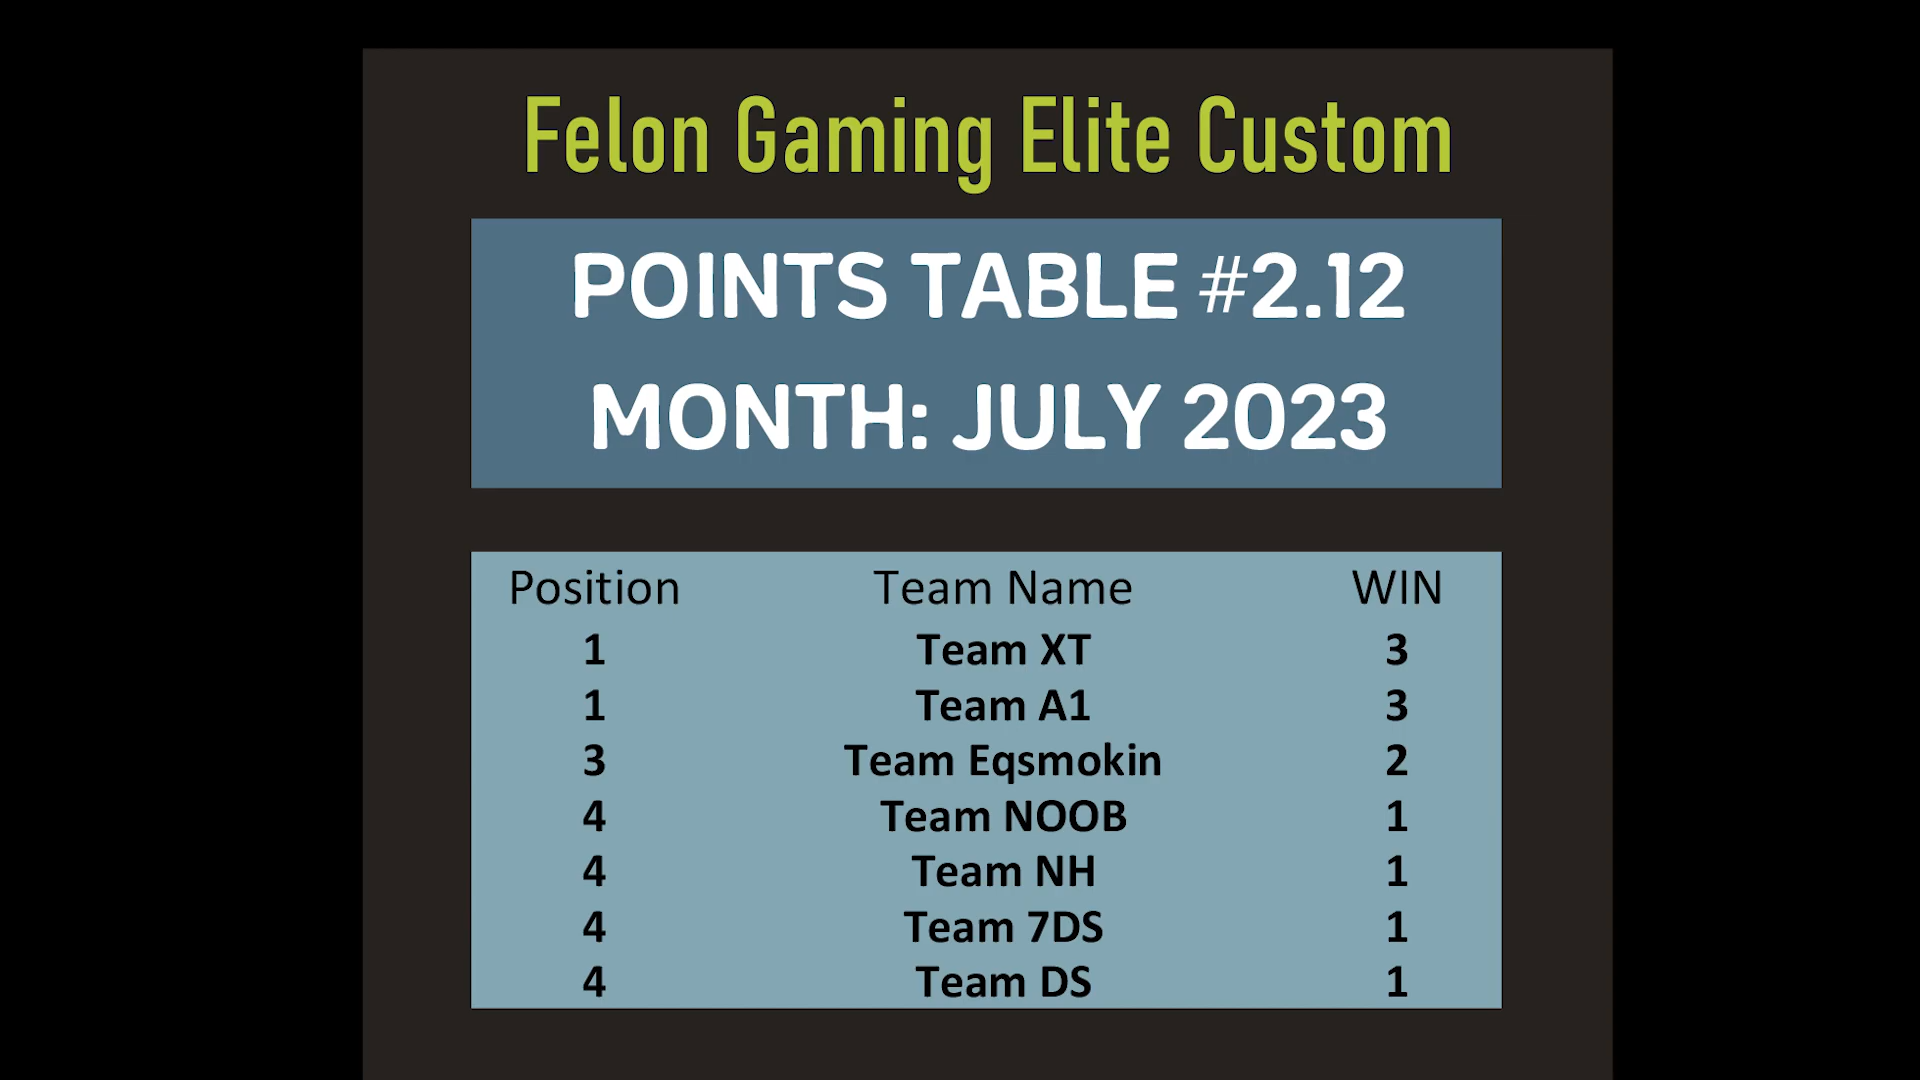 Felon Gaming Elite Custom
POINTS TABLE #2.12
MONTH: JULY 2023
Position Team Name WIN
1 Team XT 3
1 Team A1 3
3 Team Eqsmokin 2
4 Team NOOB 1
4 Team NH 1
4 Team 7DS 1
4 Team DS 1